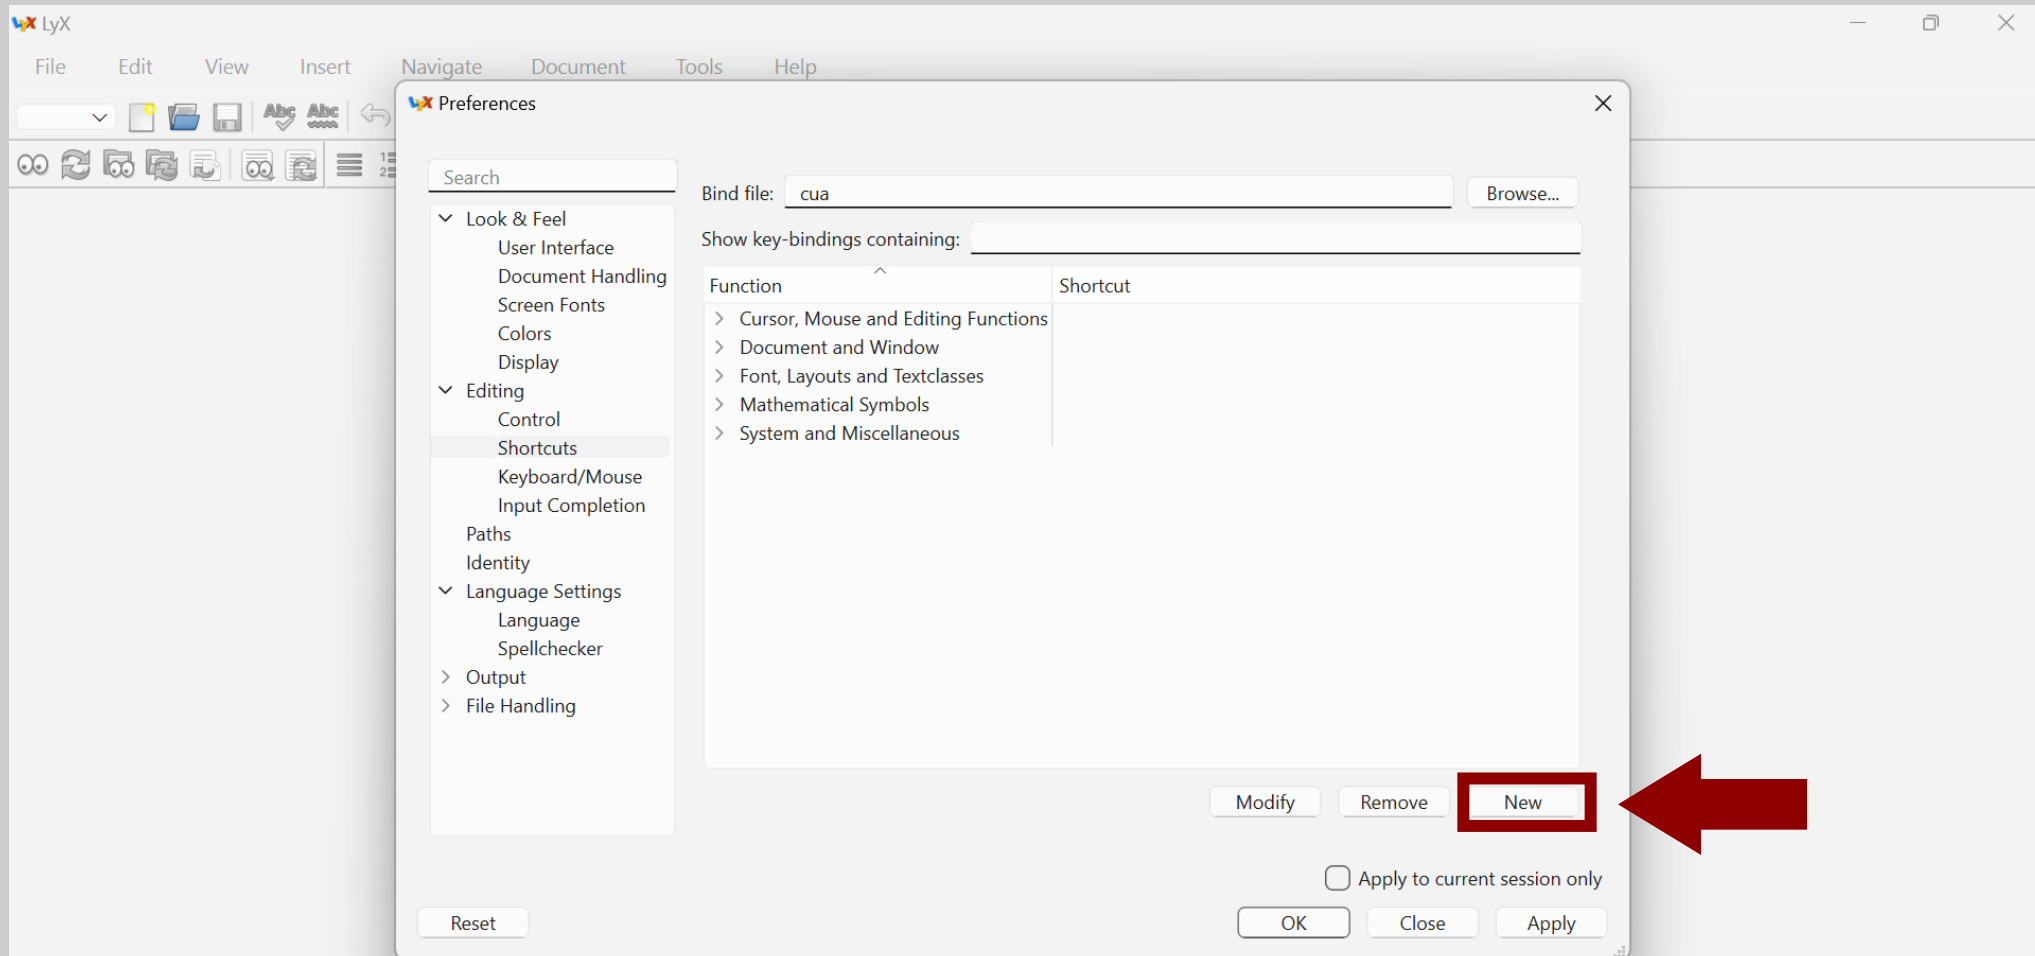 LyX
File Edit View Insert Navigate Document Tools Help
Preferences
Abc Abc
Search
Bind file: cua Browse...
Show key-bindings containing:
Look & Feel
User Interface
Document Handling
Screen Fonts
Colors
Display
Editing
Control
Shortcuts
Keyboard/Mouse
Input Completion
Paths
Identity
Language Settings
Language
Spellchecker
Output
File Handling
Function Shortcut
Cursor, Mouse and Editing Functions
Document and Window
Font, Layouts and Textclasses
Mathematical Symbols
System and Miscellaneous
Modify Remove New
Apply to current session only
Reset OK Close Apply